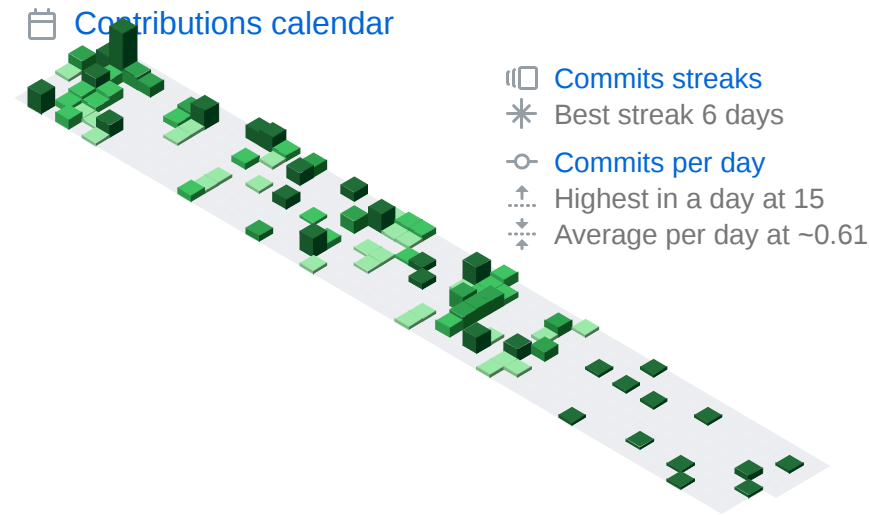 Contributions calendar
Commits streaks
Best streak 6 days
Commits per day
Highest in a day at 15
Average per day at ~0.61